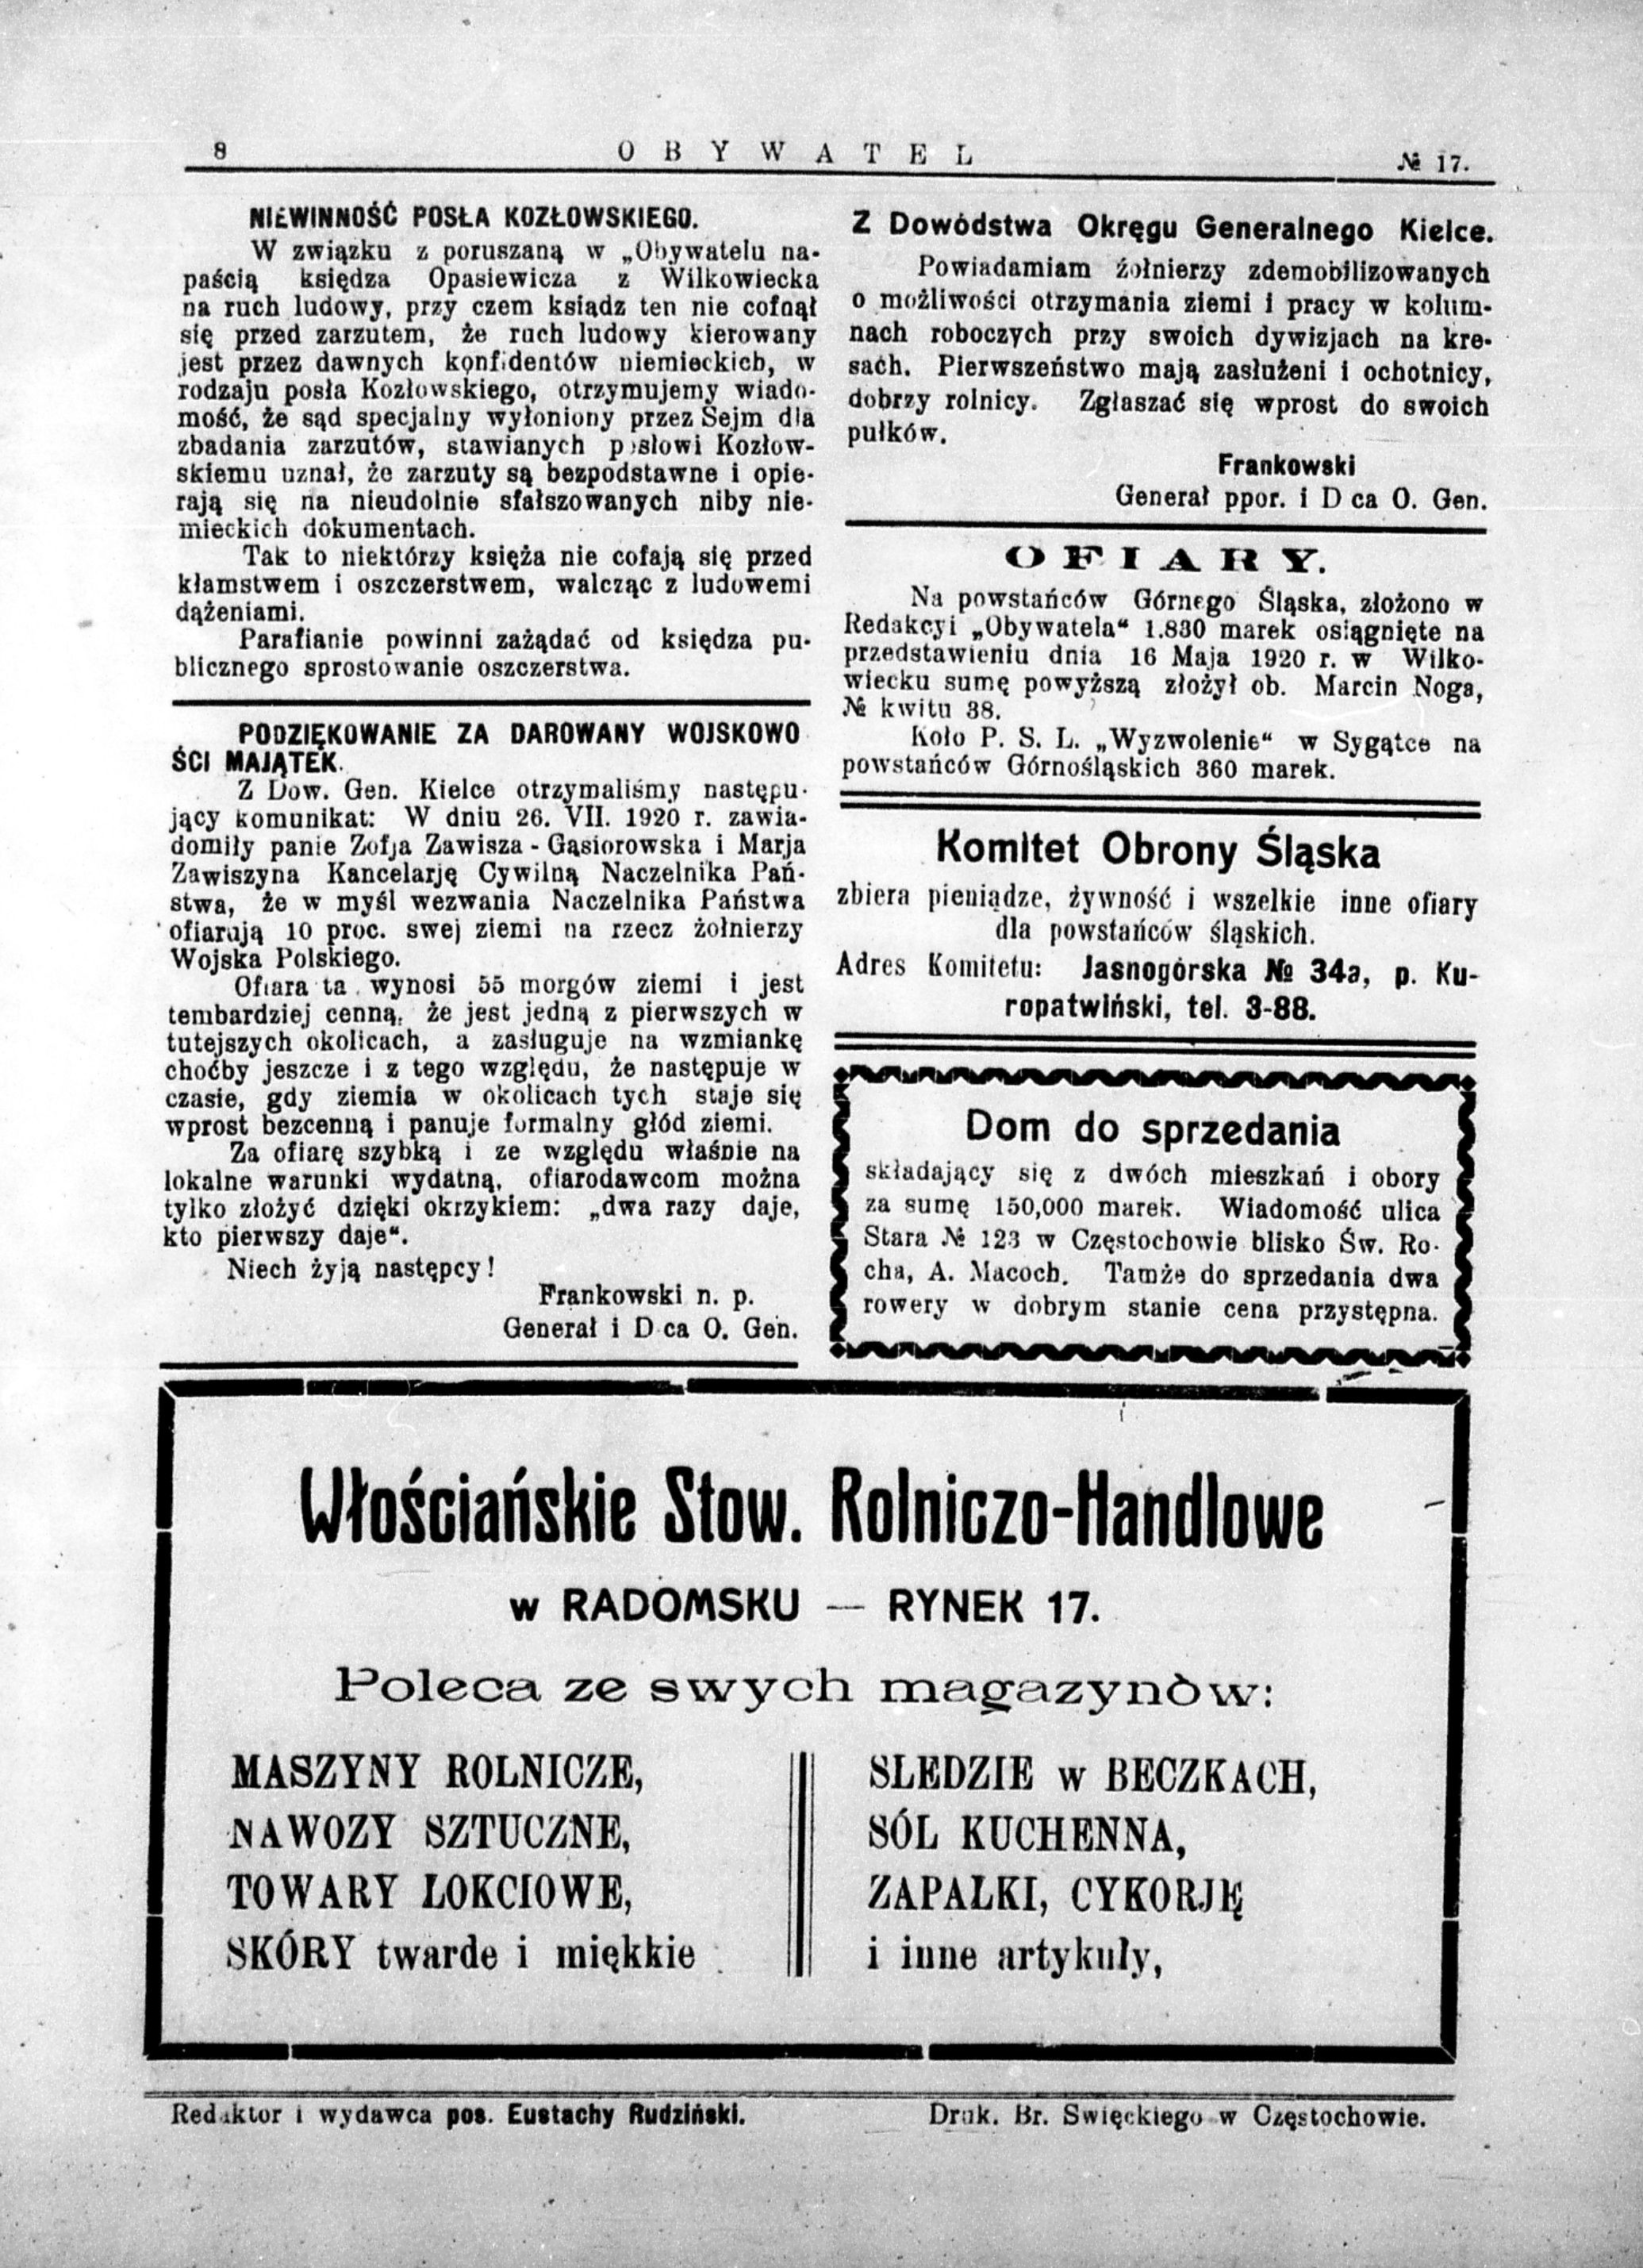 8
OBYWATEL
№ 17.
NIEWINNOŚĆ POSŁA KOZŁOWSKIEGO.
W związku z poruszaną w „Obywatelu na-
paścią księdza Opasiewicza z Wilkowiecka
na ruch ludowy, przy czem ksiądz ten nie cofnął
się przed zarzutem, że ruch ludowy kierowany
jest przez dawnych konfidentów niemieckich, w
rodzaju posła Kozłowskiego, otrzymujemy wiado-
mość, że sąd specjalny wyłoniony przez Sejm dla
zbadania zarzutów, stawianych posłowi Kozłow-
skiemu uznał, że zarzuty są bezpodstawne i opie-
rają się na nieudolnie sfałszowanych niby nie-
mieckich dokumentach.
Tak to niektórzy księża nie cofają się przed
kłamstwem i oszczerstwem, walcząc z ludowemi
dążeniami.
Parafianie powinni zażądać od księdza pu-
blicznego sprostowanie oszczerstwa.
PODZIĘKOWANIE ZA DAROWANY WOJSKOWO
ŚCI MAJĄTEK.
Z Dow. Gen. Kielce otrzymaliśmy następu-
jący komunikat: W dniu 26. VII. 1920 r. zawia-
domiły panie Zofja Zawisza - Gąsiorowska i Marja
Zawiszyna Kancelarję Cywilną Naczelnika Pań-
stwa, że w myśl wezwania Naczelnika Państwa
ofiarują 10 proc. swej ziemi na rzecz żołnierzy
Wojska Polskiego.
Ofiara ta wynosi 55 morgów ziemi i jest
tembardziej cenną, że jest jedną z pierwszych w
tutejszych okolicach, a zasługuje na wzmiankę
choćby jeszcze i z tego względu, że następuje w
czasie, gdy ziemia w okolicach tych staje się
wprost bezcenną i panuje formalny głód ziemi.
Za ofiarę szybką i ze względu właśnie na
lokalne warunki wydatną, ofiarodawcom można
tylko złożyć dzięki okrzykiem: „dwa razy daje,
kto pierwszy daje“.
Niech żyją następcy!
Frankowski n. p.
Generał i D ca O. Gen.
Z Dowództwa Okręgu Generalnego Kielce.
Powiadamiam źołnierzy zdemobilizowanych
o możliwości otrzymania ziemi i pracy w kolum-
nach roboczych przy swoich dywizjach na kre-
sach. Pierwszeństwo mają zasłużeni i ochotnicy,
dobrzy rolnicy. Zgłaszać się wprost do swoich
pułków.
Frankowski
Generał ppor. i D ca O. Gen.
OFIARY.
Na powstańców Górnego Śląska, złożono w
Redakcyi „Obywatela“ 1.830 marek osiągnięte na
przedstawieniu dnia 16 Maja 1920 r. w Wilko-
wiecku sumę powyższą złożył ob. Marcin Noga,
№ kwitu 38.
Koło P. S. L. „Wyzwolenie“ w Sygątce na
powstańców Górnośląskich 360 marek.
Komitet Obrony Śląska
zbiera pieniądze, żywność i wszelkie inne ofiary
dla powstańców śląskich.
Adres Komitetu: Jasnogórska № 34a, p. Ku-
ropatwiński, tel. 3-88.
Dom do sprzedania
składający się z dwóch mieszkań i obory
za sumę 150,000 marek. Wiadomość ulica
Stara № 123 w Częstochowie blisko Św. Ro-
cha, A. Macoch. Tamże do sprzedania dwa
rowery w dobrym stanie cena przystępna.
Włościańskie Stow. Rolniczo-Handlowe
w RADOMSKU — RYNEK 17.
Poleca ze swych magazynów:
MASZYNY ROLNICZE,
NAWOZY SZTUCZNE,
TOWARY ŁOKCIOWE,
SKÓRY twarde i miękkie
SLEDZIE w BECZKACH,
SÓL KUCHENNA,
ZAPALKI, CYKORJĘ
i inne artykuły,
Redaktor i wydawca pos. Eustachy Rudziński.
Druk. Br. Swięckiego w Częstochowie.